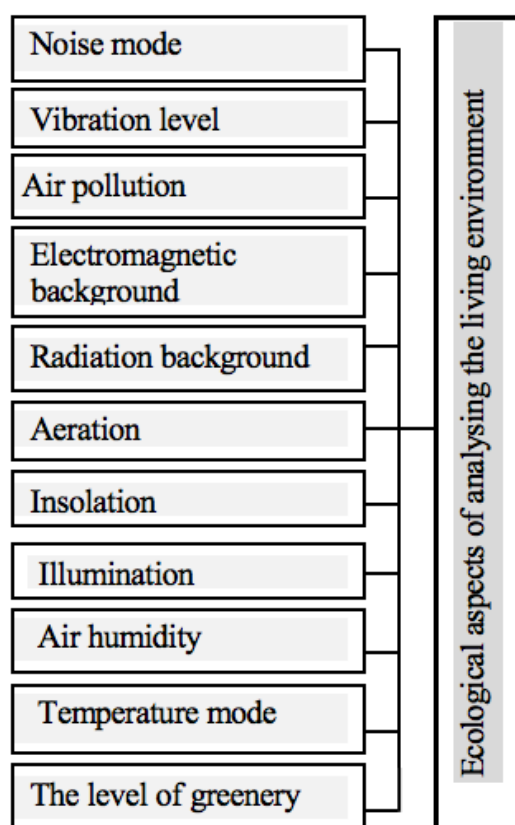 Noise mode
Vibration level
Air pollution
Electromagnetic
background
Radiation background
Aeration
Insolation
Illumination
Air humidity
Temperature mode
The level of greenery
Ecological aspects of analysing the living environment